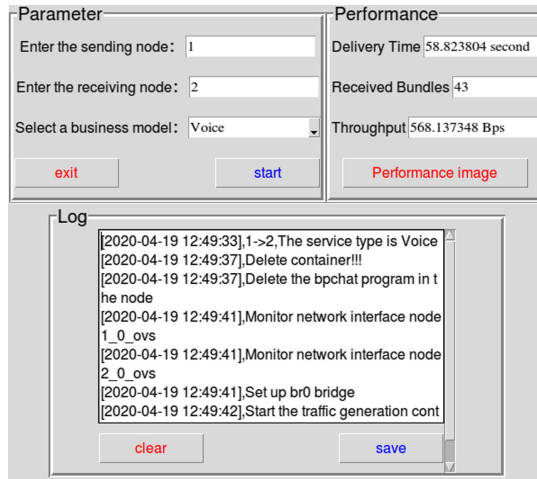 Parameter
Enter the sending node: 1
Enter the receiving node: 2
Select a business model: Voice
exit
start
Performance
Delivery Time 58.823804 second
Received Bundles 43
Throughput 568.137348 Bps
Performance image
Log
[2020-04-19 12:49:33],1->2,The service type is Voice
[2020-04-19 12:49:37],Delete container!!!
[2020-04-19 12:49:37],Delete the bpchat program in t
he node
[2020-04-19 12:49:41],Monitor network interface node
1_0_ovs
[2020-04-19 12:49:41],Monitor network interface node
2_0_ovs
[2020-04-19 12:49:41],Set up br0 bridge
[2020-04-19 12:49:42],Start the traffic generation cont
clear
save